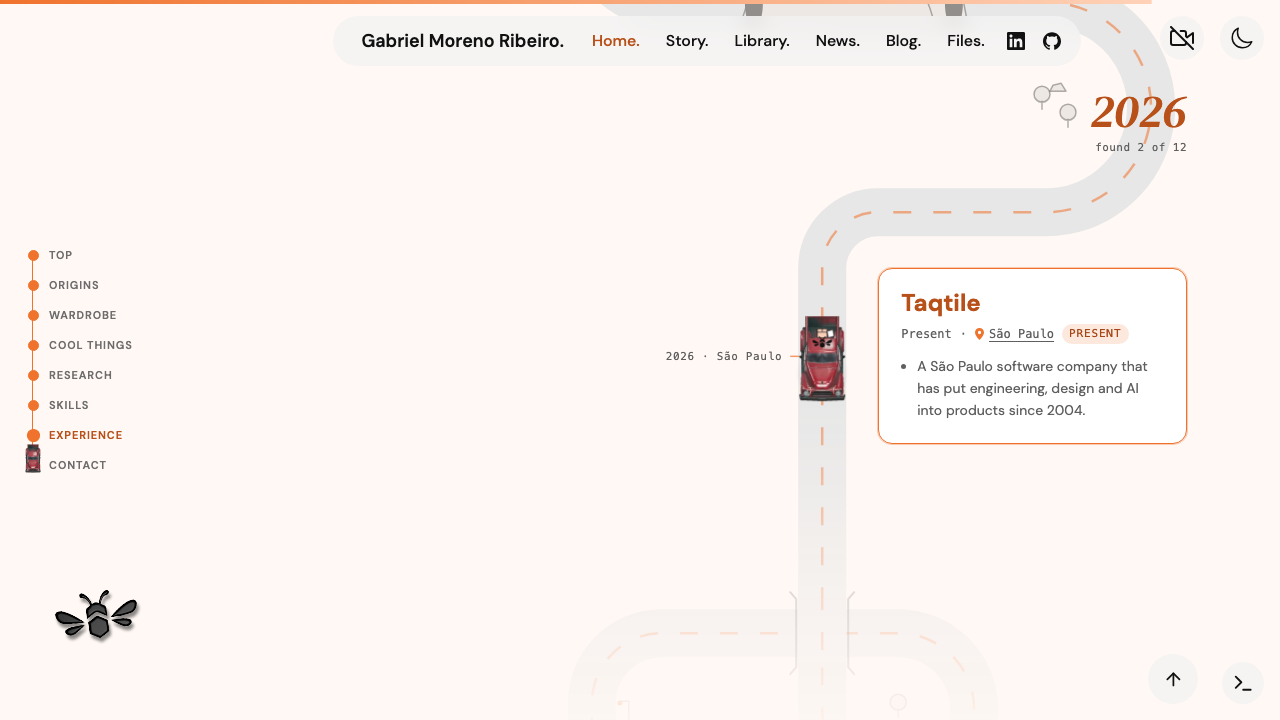 Gabriel Moreno Ribeiro.
Home.
Story.
Library.
News.
Blog.
Files.
2026
found 2 of 12
TOP
ORIGINS
WARDROBE
COOL THINGS
RESEARCH
SKILLS
EXPERIENCE
CONTACT
2026 · São Paulo
Taqtile
Present · São Paulo PRESENT
• A São Paulo software company that
has put engineering, design and AI
into products since 2004.